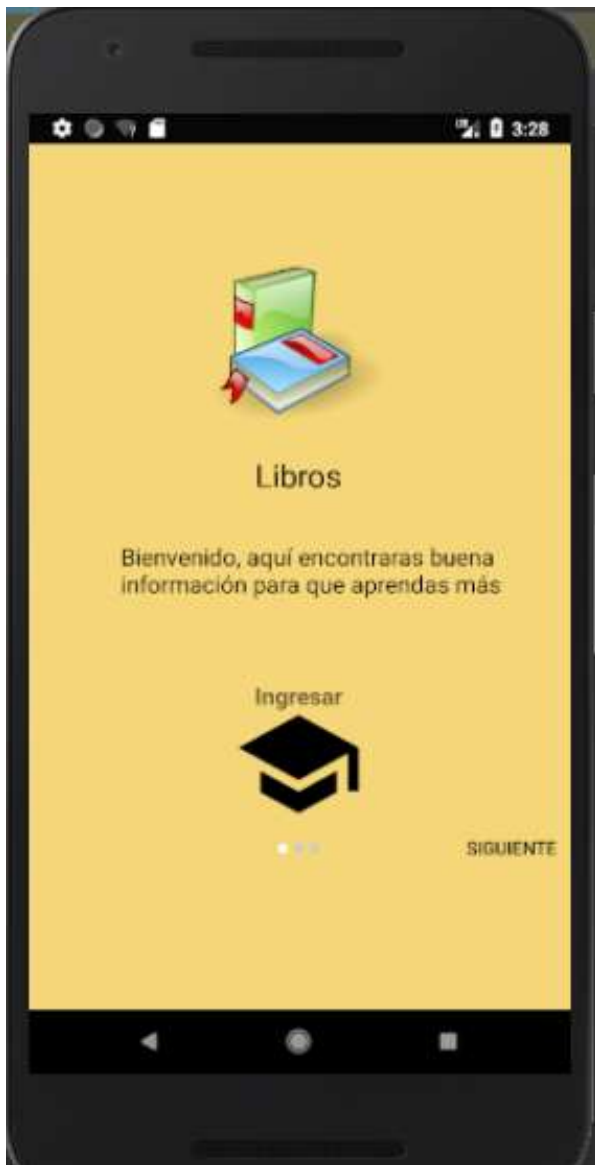 3:28
Libros
Bienvenido, aquí encontraras buena
información para que aprendas más
Ingresar
SIGUIENTE